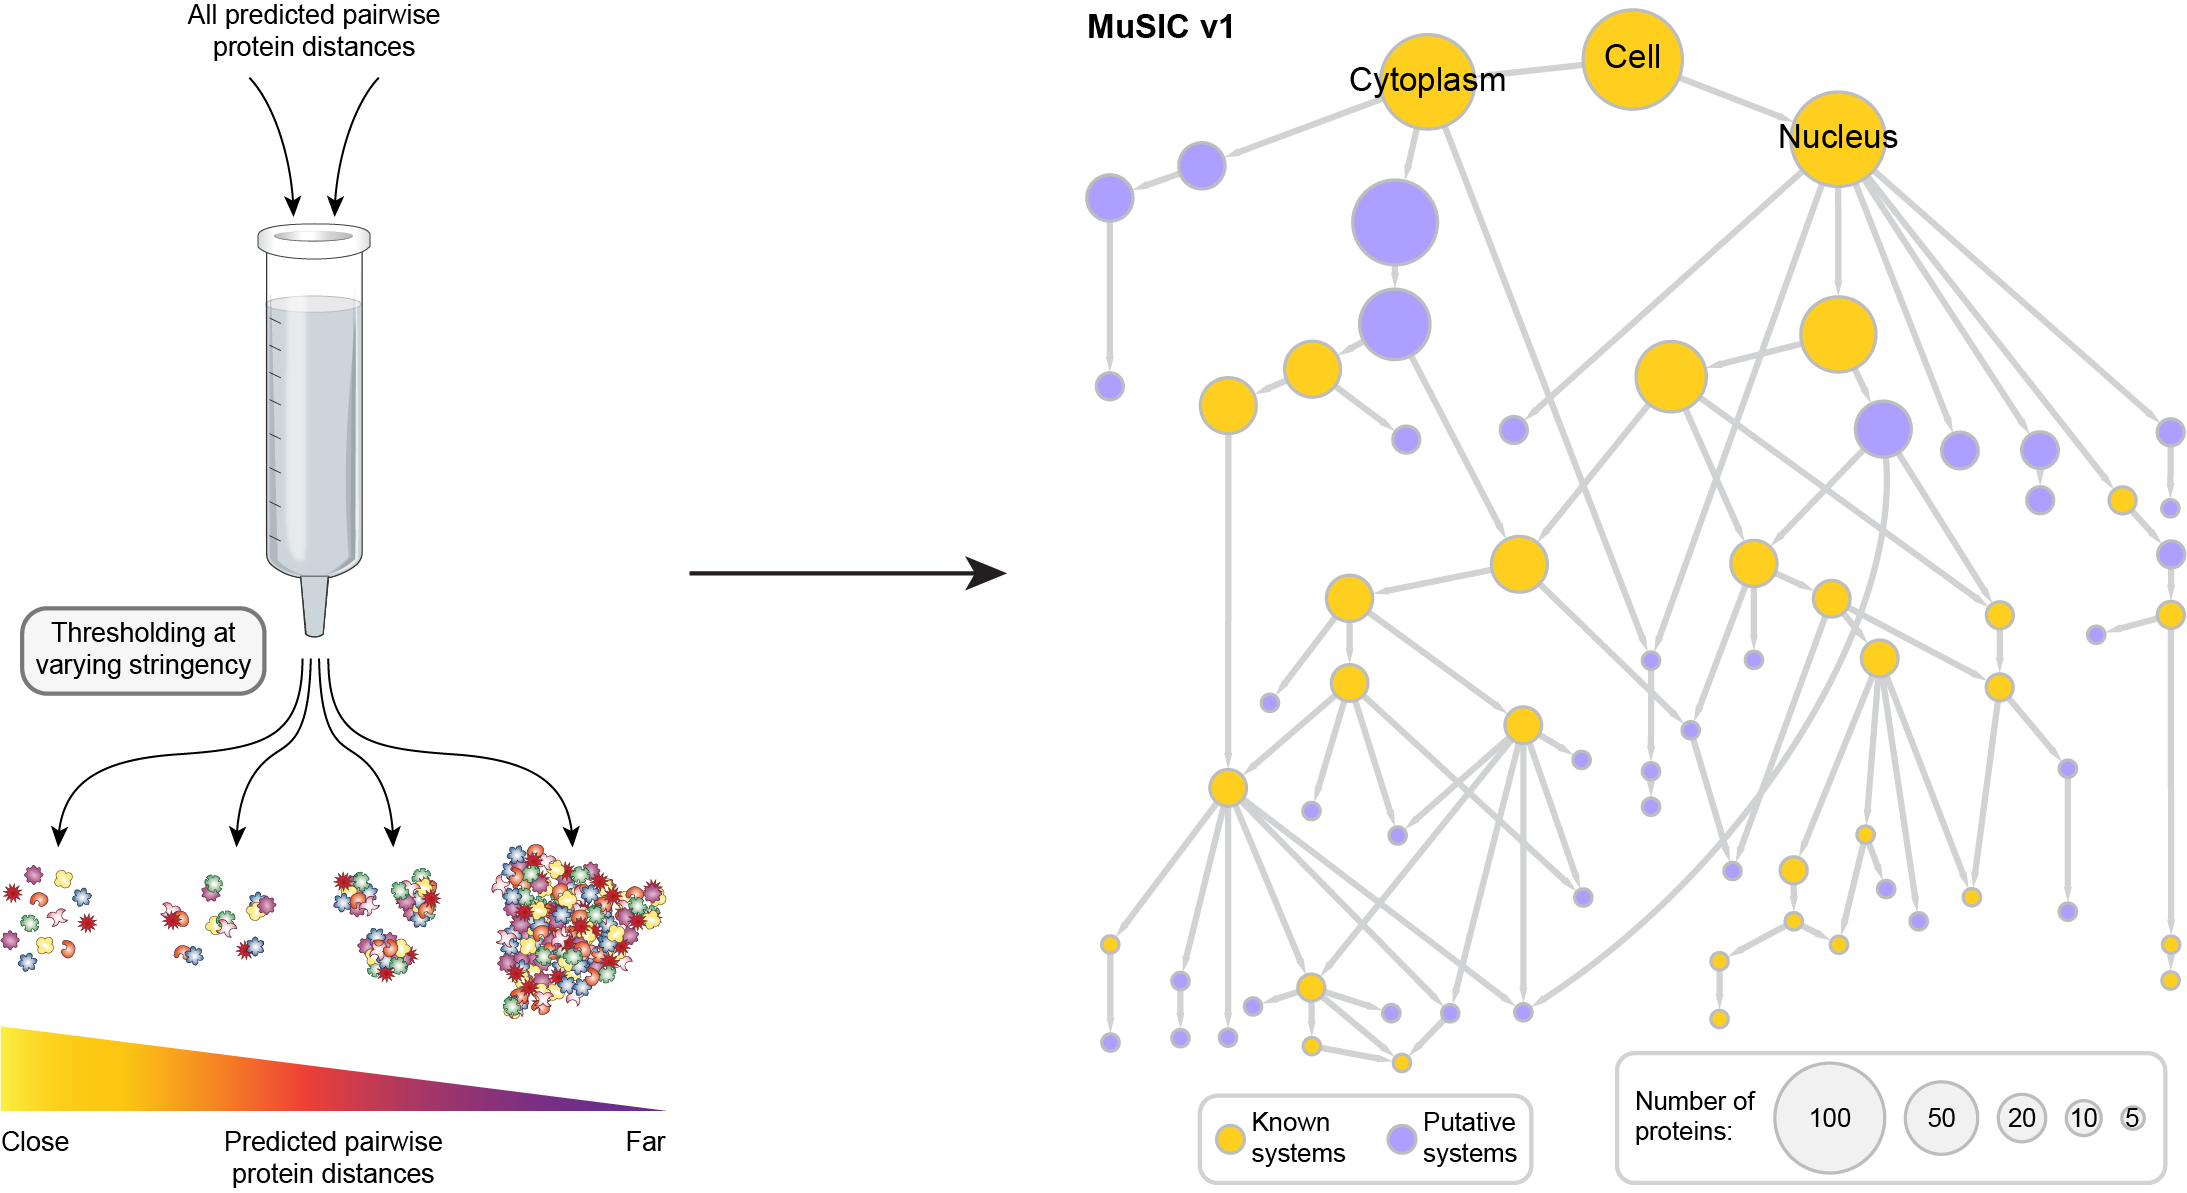 All predicted pairwise
protein distances
Thresholding at
varying stringency
Close
Predicted pairwise
protein distances
Far
MuSIC v1
Cell
Cytoplasm
Nucleus
Known
systems
Putative
systems
Number of
proteins:
100
50
20
10
5